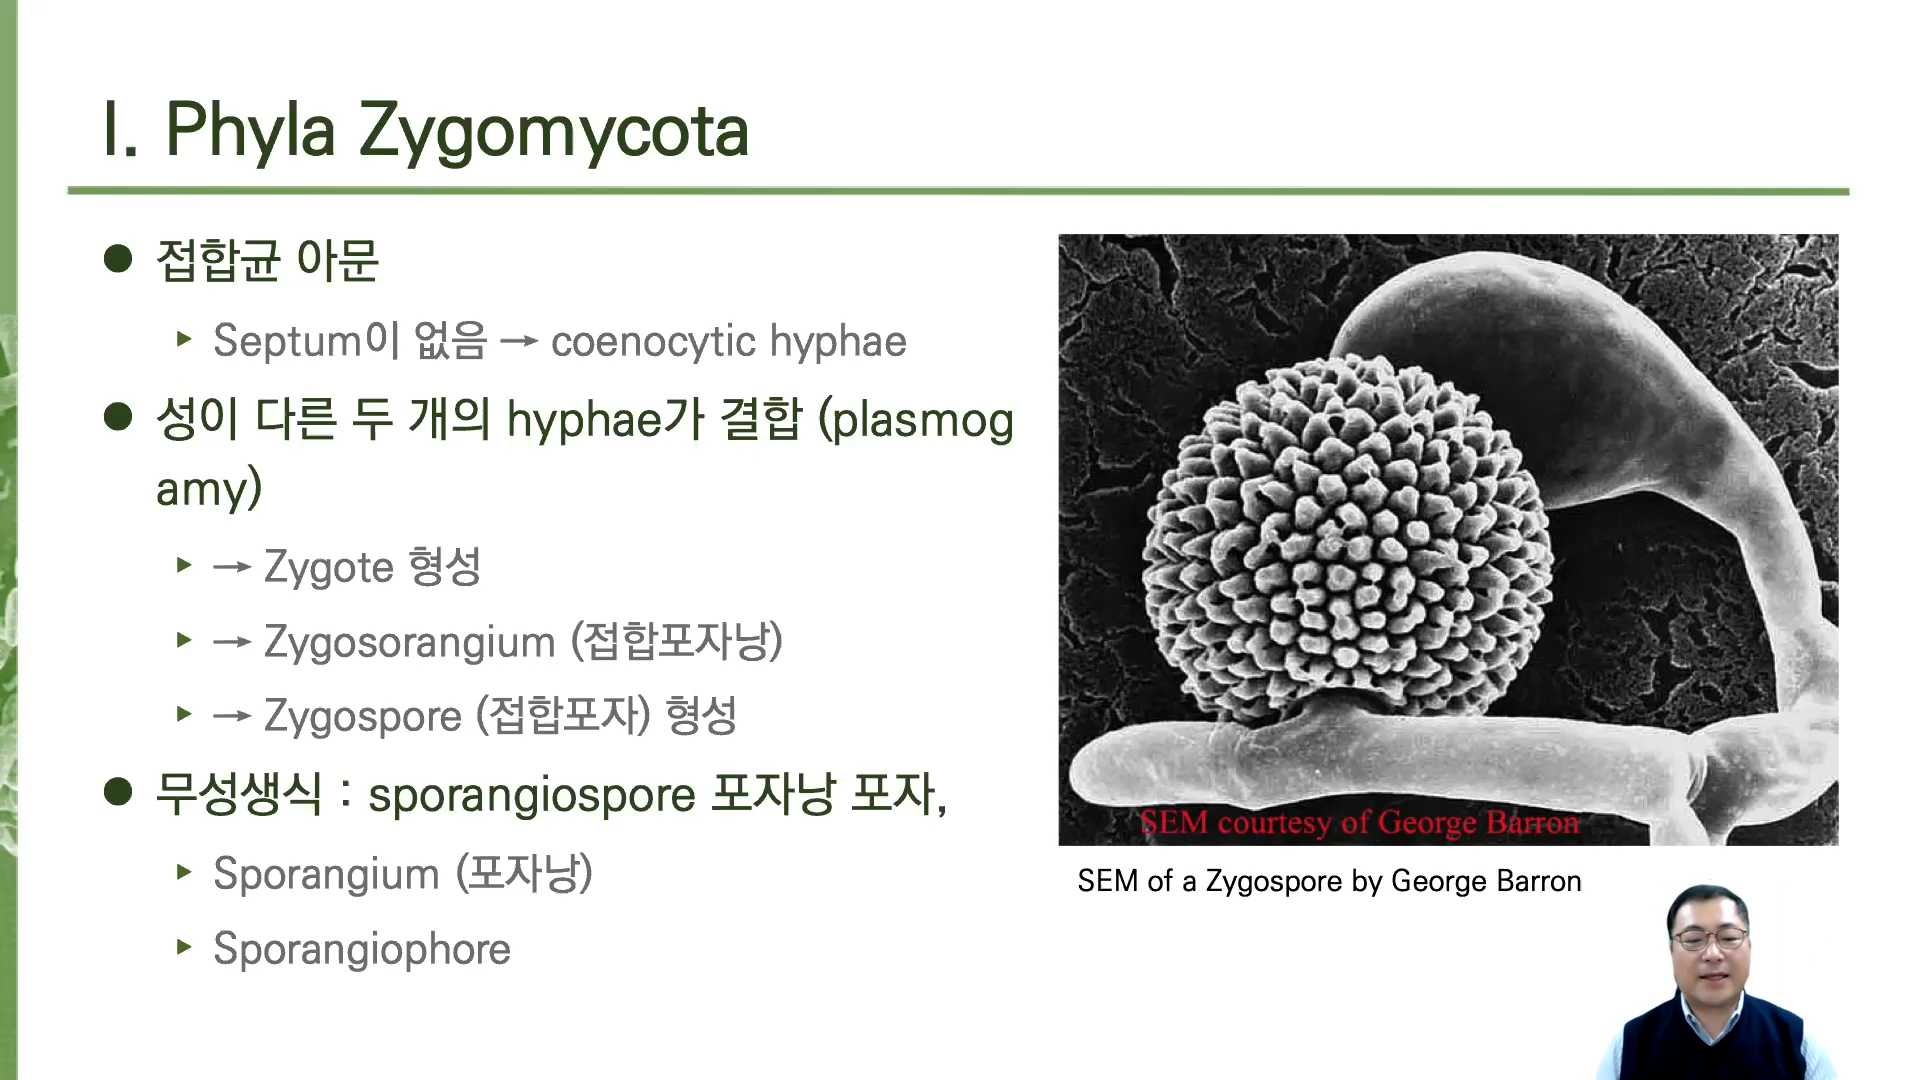 I. Phyla Zygomycota
● 접합균 아문
▸ Septum이 없음 → coenocytic hyphae
● 성이 다른 두 개의 hyphae가 결합 (plasmog
amy)
▸ → Zygote 형성
▸ → Zygosorangium (접합포자낭)
▸ → Zygospore (접합포자) 형성
● 무성생식 : sporangiospore 포자낭 포자,
▸ Sporangium (포자낭)
▸ Sporangiophore
SEM courtesy of George Barron
SEM of a Zygospore by George Barron